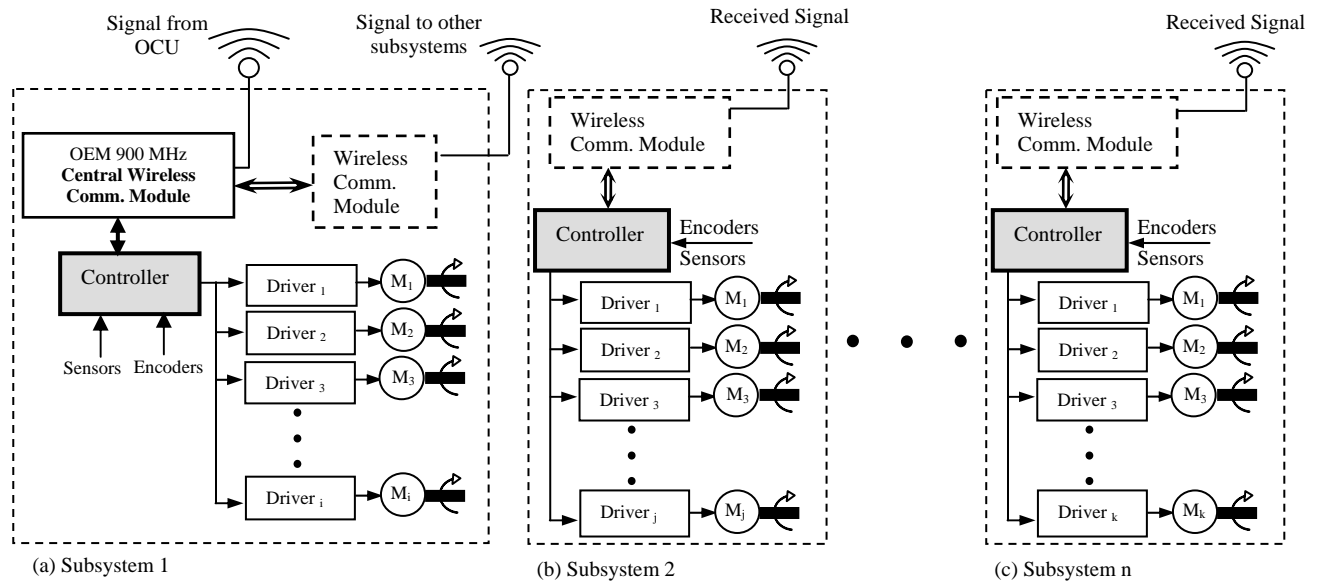 Signal from
OCU
Signal to other
subsystems
OEM 900 MHz
Central Wireless
Comm. Module
Wireless
Comm.
Module
Controller
Sensors
Encoders
Driver 1
M1
Driver 2
M2
Driver 3
M3
Driver i
Mi
(a) Subsystem 1
Received Signal
Wireless
Comm. Module
Controller
Encoders
Sensors
Driver 1
M1
Driver 2
M2
Driver 3
M3
Driver j
Mj
(b) Subsystem 2
Received Signal
Wireless
Comm. Module
Controller
Encoders
Sensors
Driver 1
M1
Driver 2
M2
Driver 3
M3
Driver k
Mk
(c) Subsystem n